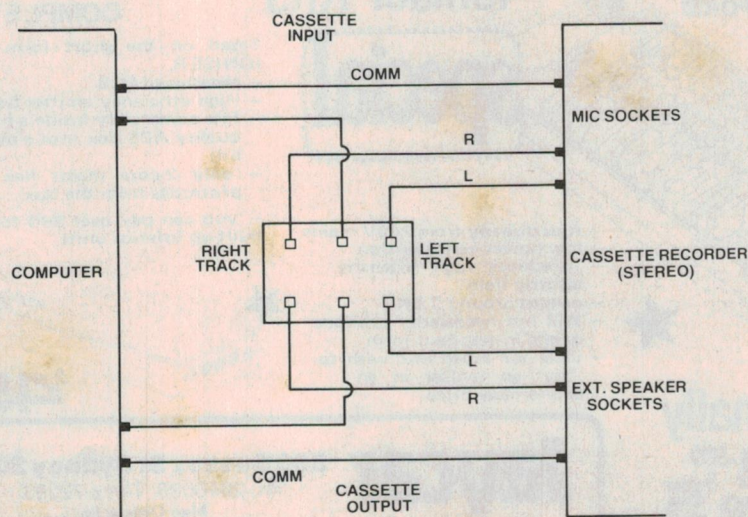 CASSETTE
INPUT
COMM
MIC SOCKETS
R
L
RIGHT
TRACK
LEFT
TRACK
COMPUTER
CASSETTE RECORDER
(STEREO)
L
R
EXT. SPEAKER
SOCKETS
COMM
CASSETTE
OUTPUT